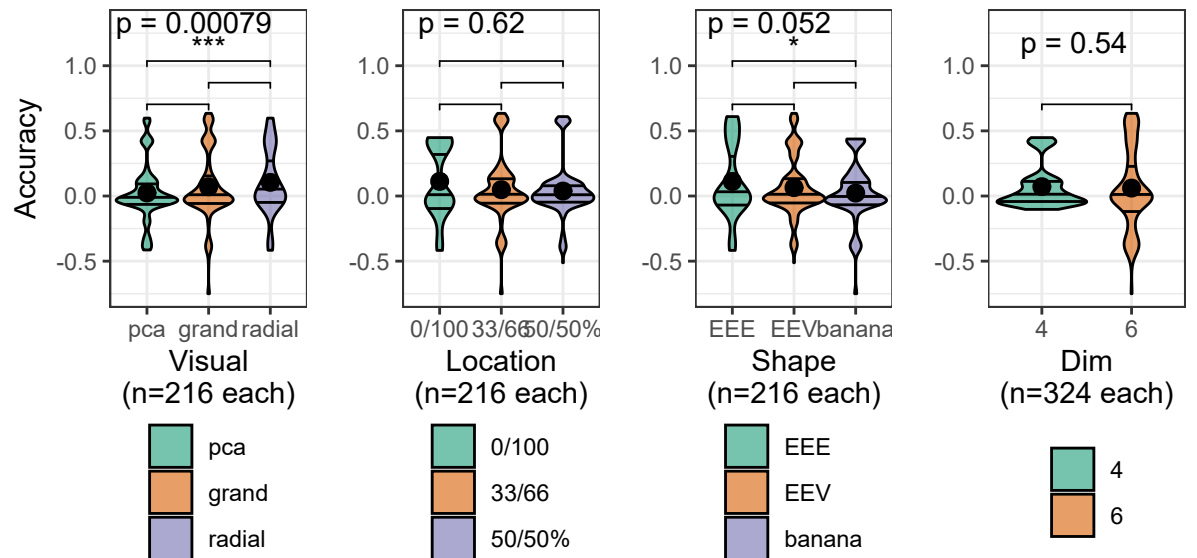 p = 0.00079
***
p = 0.62
p = 0.052
*
p = 0.54
Accuracy
1.0
0.5
0.0
-0.5
1.0
0.5
0.0
-0.5
1.0
0.5
0.0
-0.5
1.0
0.5
0.0
-0.5
pca grand radial
0/100 33/66 50/50%
EEE EEV banana
4 6
Visual
(n=216 each)
Location
(n=216 each)
Shape
(n=216 each)
Dim
(n=324 each)
pca
grand
radial
0/100
33/66
50/50%
EEE
EEV
banana
4
6